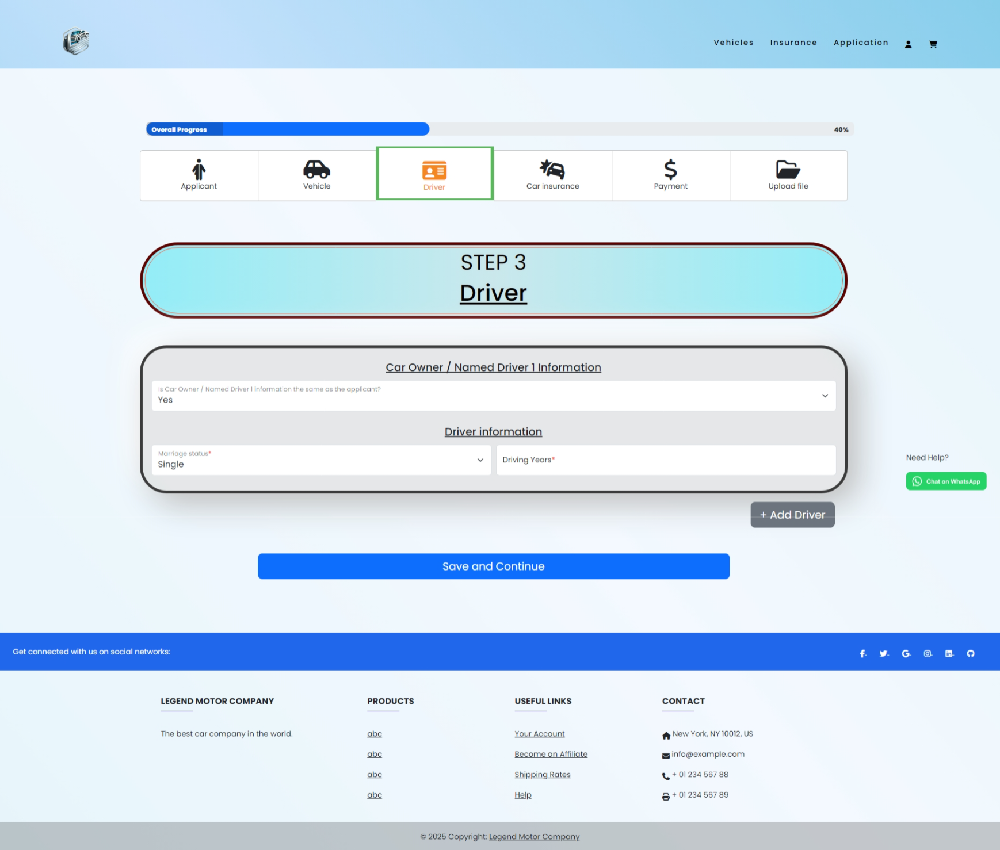 Vehicles Insurance Application
Overall Progress 40%
Applicant Vehicle Driver Car insurance Payment Upload file
STEP 3
Driver
Car Owner / Named Driver 1 Information
Is Car Owner / Named Driver 1 information the same as the applicant?
Yes
Driver information
Marriage status*
Single
Driving Years*
Need Help?
Chat on WhatsApp
+ Add Driver
Save and Continue
Get connected with us on social networks:
LEGEND MOTOR COMPANY
The best car company in the world.
PRODUCTS
abc
abc
abc
abc
USEFUL LINKS
Your Account
Become an Affiliate
Shipping Rates
Help
CONTACT
New York, NY 10012, US
info@example.com
+ 01 234 567 88
+ 01 234 567 89
© 2025 Copyright: Legend Motor Company